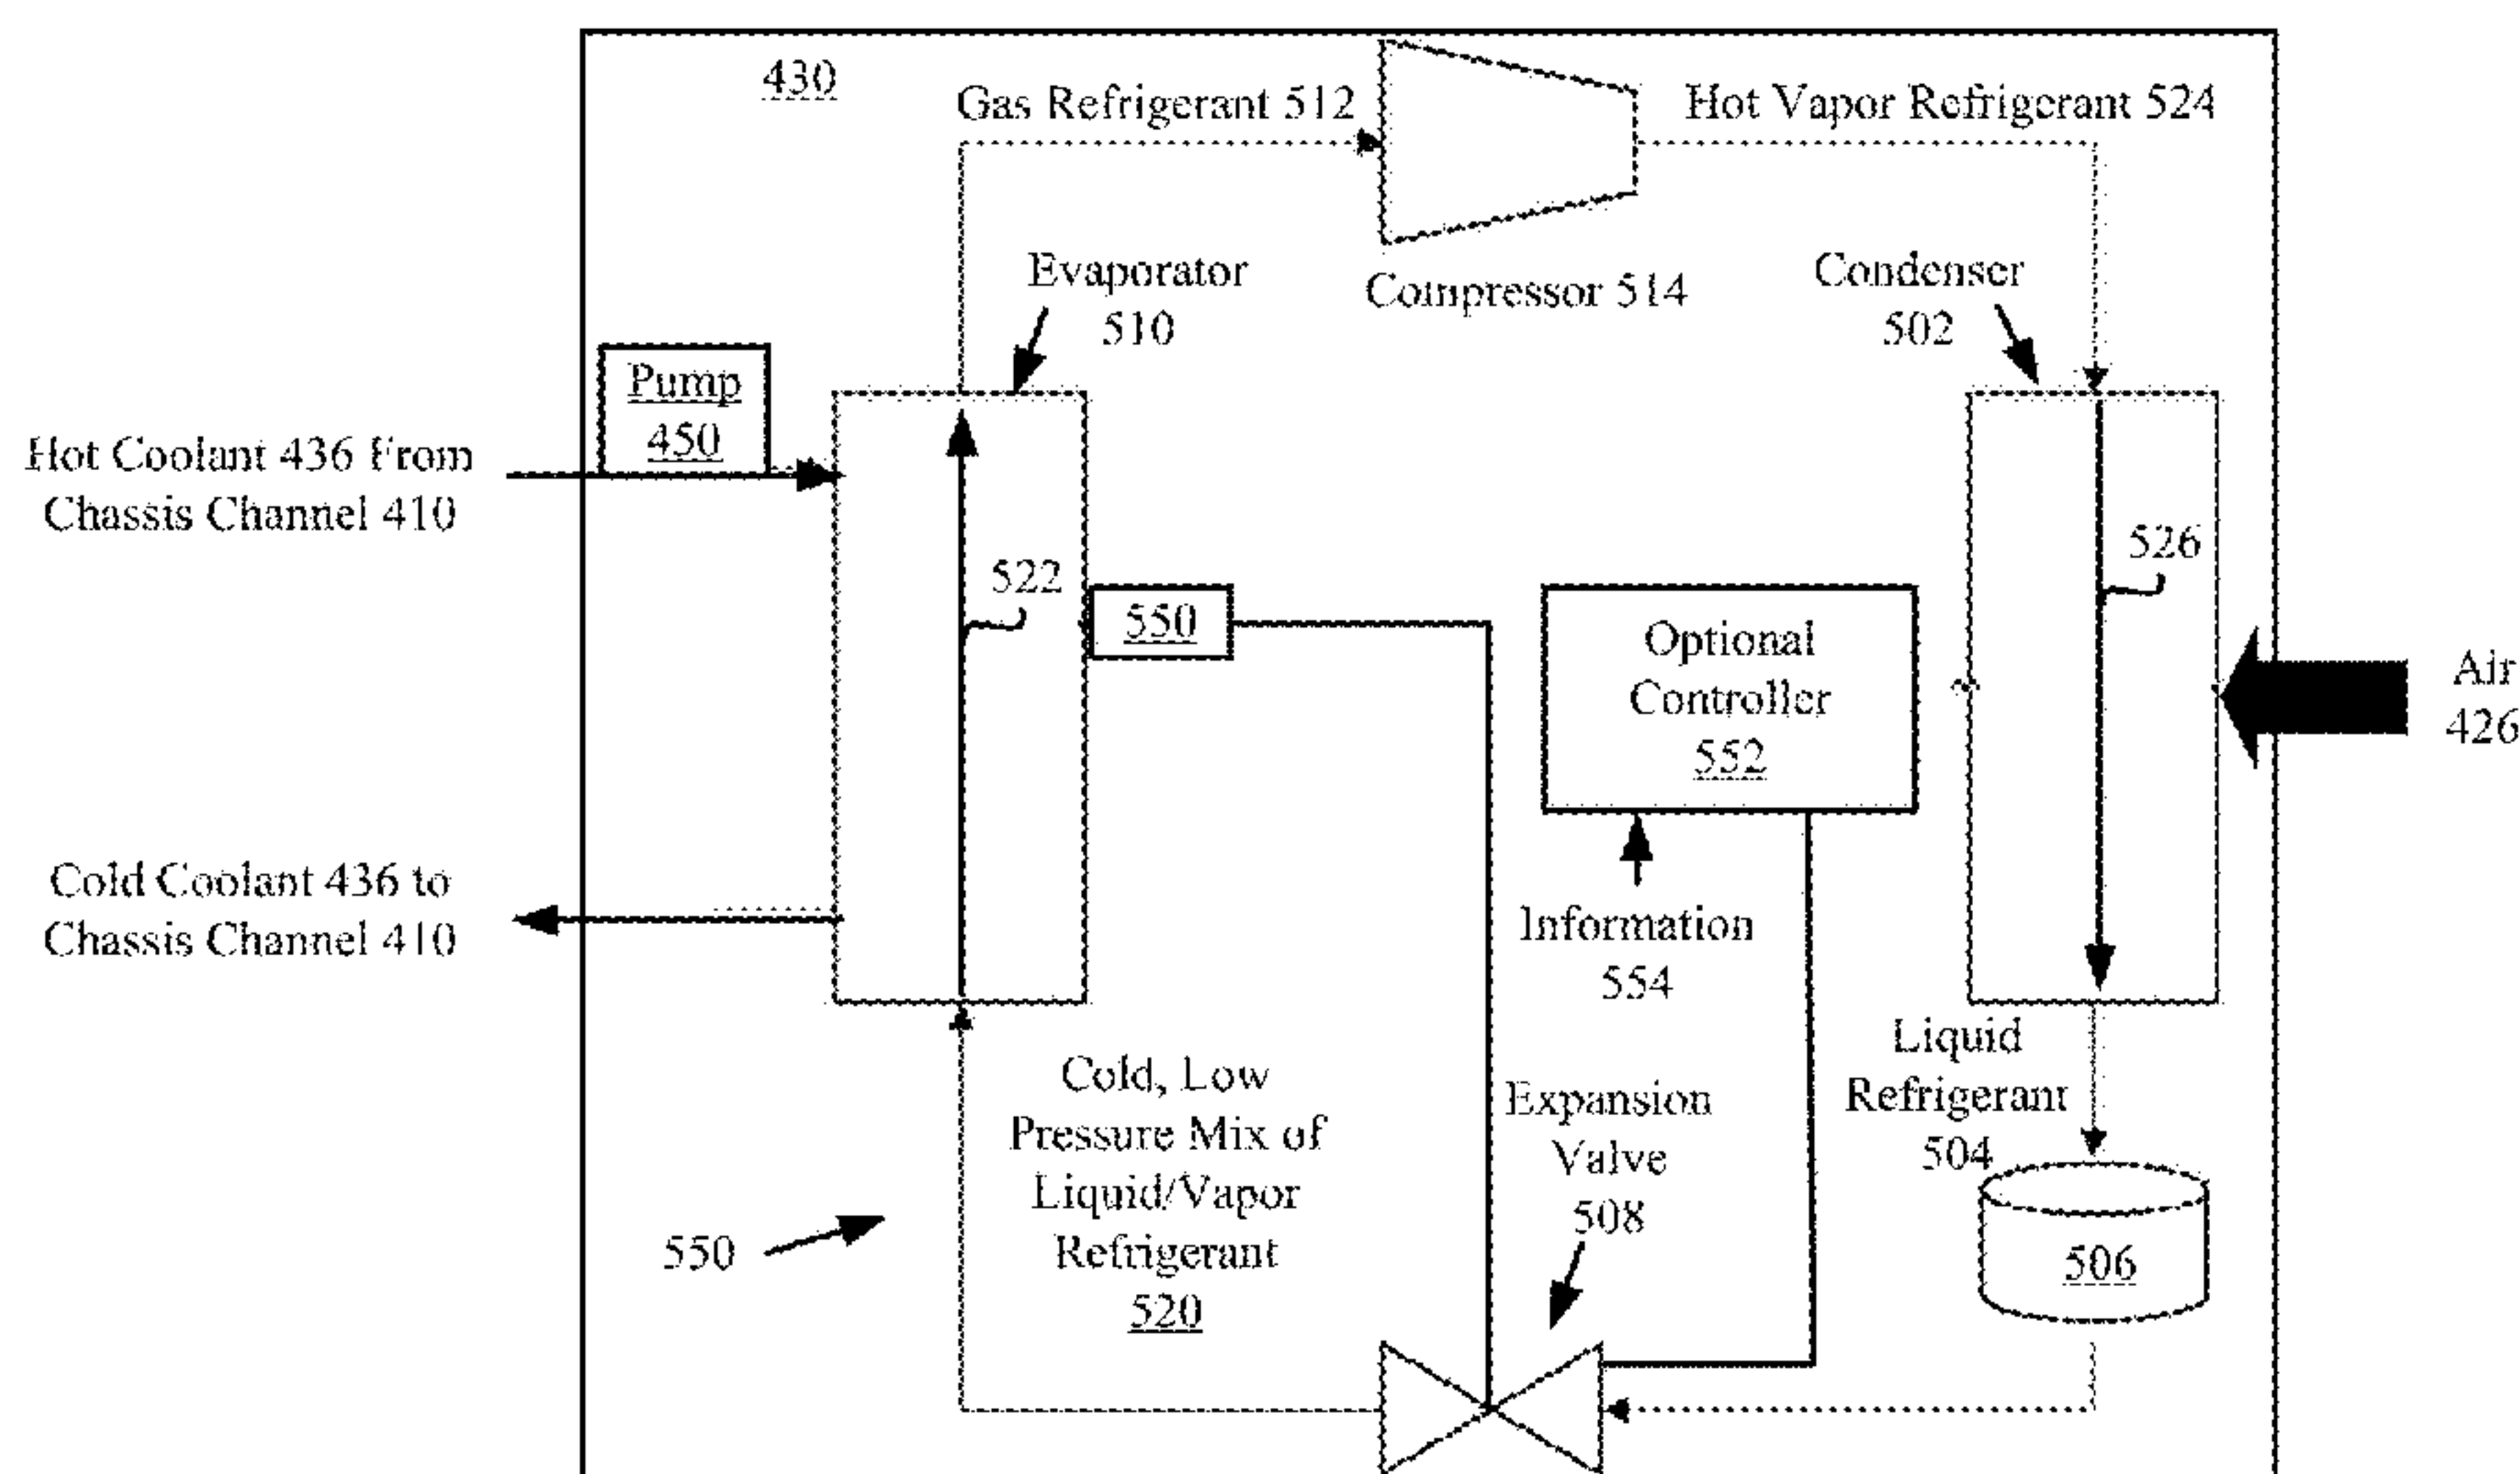 430
Gas Refrigerant 512
Hot Vapor Refrigerant 524
Compressor 514
Evaporator
510
Condenser
502
Pump
450
Hot Coolant 436 From
Chassis Channel 410
522
550
526
Optional
Controller
552
Air
426
Cold Coolant 436 to
Chassis Channel 410
Information
554
Cold, Low
Pressure Mix of
Liquid/Vapor
Refrigerant
520
550
Expansion
Valve
508
Liquid
Refrigerant
504
506